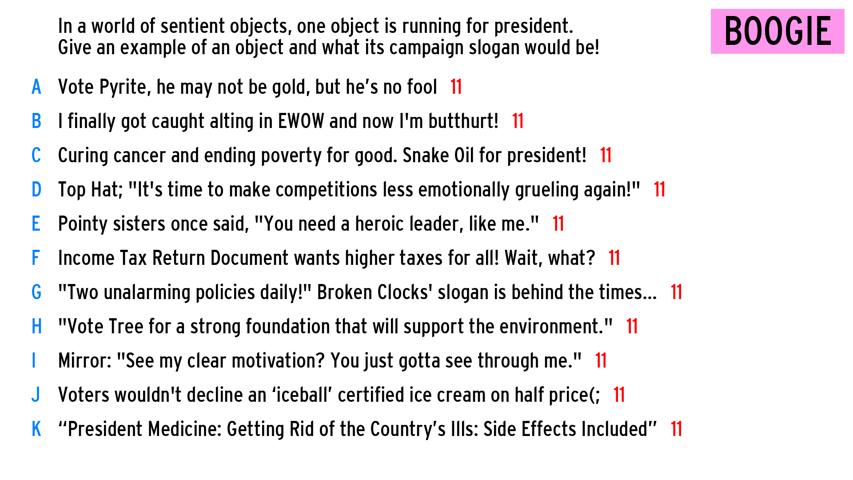 In a world of sentient objects, one object is running for president.
Give an example of an object and what its campaign slogan would be!
BOOGIE
A Vote Pyrite, he may not be gold, but he’s no fool 11
B I finally got caught alting in EWOW and now I'm butthurt! 11
C Curing cancer and ending poverty for good. Snake Oil for president! 11
D Top Hat; "It's time to make competitions less emotionally grueling again!" 11
E Pointy sisters once said, "You need a heroic leader, like me." 11
F Income Tax Return Document wants higher taxes for all! Wait, what? 11
G "Two unalarming policies daily!" Broken Clocks' slogan is behind the times... 11
H "Vote Tree for a strong foundation that will support the environment." 11
I Mirror: "See my clear motivation? You just gotta see through me." 11
J Voters wouldn't decline an ‘iceball’ certified ice cream on half price(; 11
K “President Medicine: Getting Rid of the Country’s Ills: Side Effects Included” 11